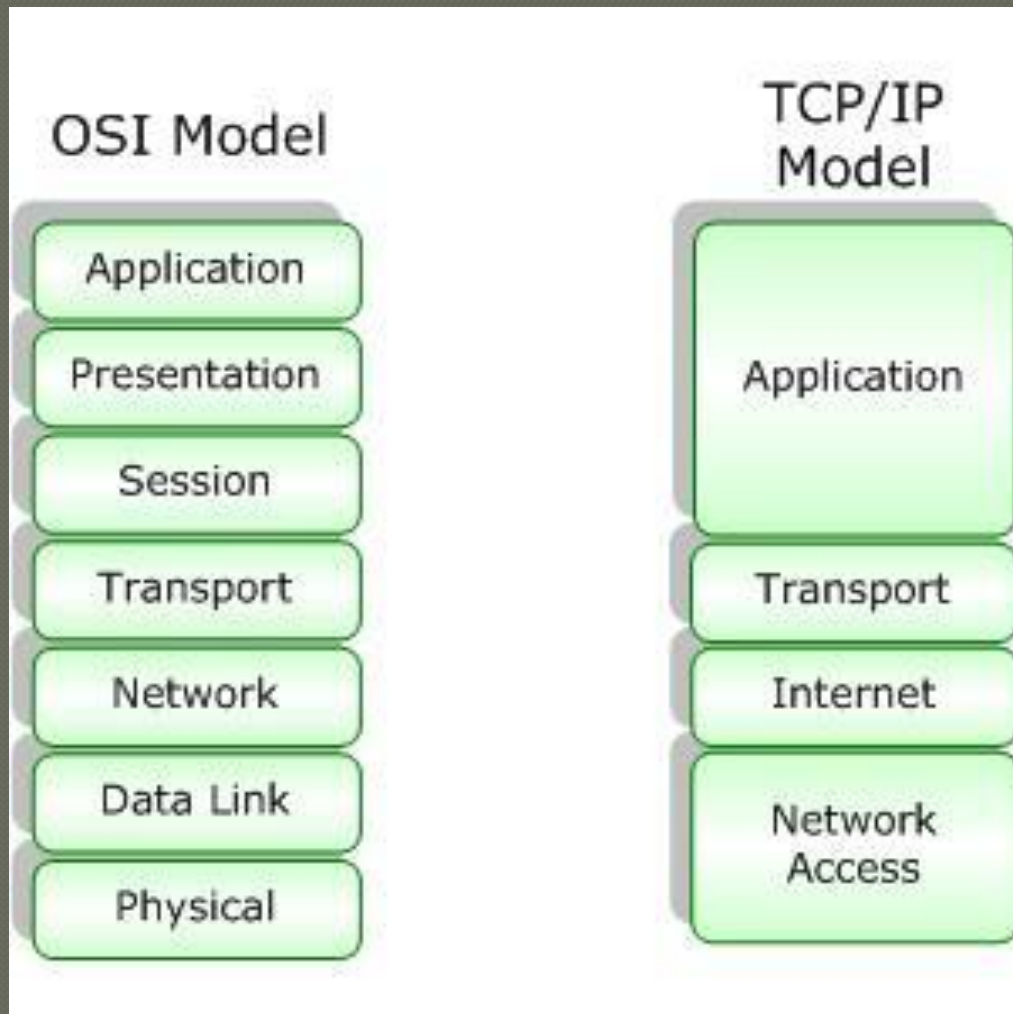 OSI Model
Application
Presentation
Session
Transport
Network
Data Link
Physical
TCP/IP
Model
Application
Transport
Internet
Network
Access